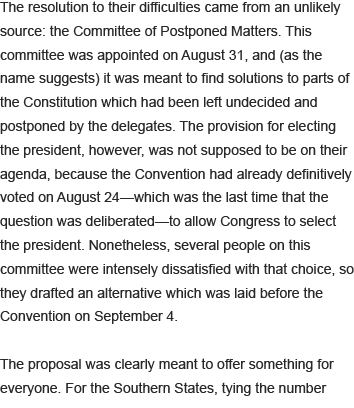 The resolution to their difficulties came from an unlikely
source: the Committee of Postponed Matters. This
committee was appointed on August 31, and (as the
name suggests) it was meant to find solutions to parts of
the Constitution which had been left undecided and
postponed by the delegates. The provision for electing
the president, however, was not supposed to be on their
agenda, because the Convention had already definitively
voted on August 24—which was the last time that the
question was deliberated—to allow Congress to select
the president. Nonetheless, several people on this
committee were intensely dissatisfied with that choice, so
they drafted an alternative which was laid before the
Convention on September 4.

The proposal was clearly meant to offer something for
everyone. For the Southern States, tying the number